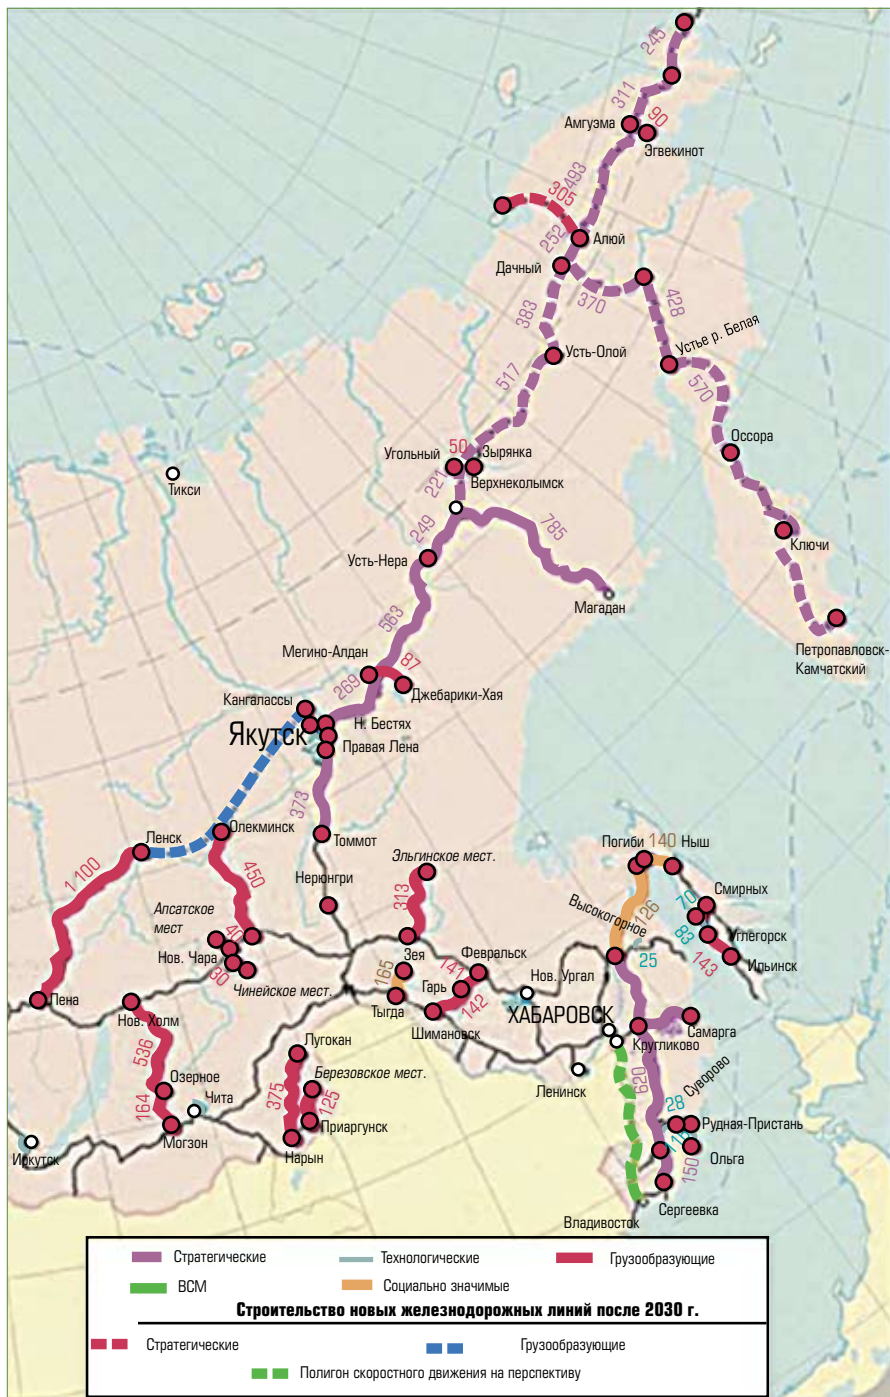 245
311
90
Амгуэма
Эгвекинот
493
305
252
Алюй
Дачный
370
428
383
Усть-Олой
Устье р. Белая
517
570
Оссора
50
Угольный
Зырянка
221
Верхнеколымск
Тикси
249
785
Ключи
Усть-Нера
Магадан
563
Мегино-Алдан
87
Петропавловск-
Камчатский
269
Джебарики-Хая
Кангалассы
Якутск
Н. Бестях
Правая Лена
373
Олекминск
Томмот
Ленск
Погиби
140
Ныш
1 100
450
Эльгинское мест.
Нерюнгри
Смирных
70
Апсатское
мест
313
Высокогорное
126
83
Углегорск
40
Нов. Чара
Зея
Февральск
25
143
Ильинск
30
Чинейское мест.
165
141
Гарь
Нов. Ургал
Лена
Нов. Холм
Тыгда
142
Шимановск
ХАБАРОВСК
Самарга
Кругликово
536
Лугокан
Озерное
Березовское мест.
Ленинск
620
Суворово
164
Чита
375
125
28
Рудная-Пристань
Могзон
Приаргунск
Иркутск
Нарын
Ольга
150
Сергеевка
Владивосток
Стратегические
Технологические
Грузообразующие
ВСМ
Социально значимые
Строительство новых железнодорожных линий после 2030 г.
Стратегические
Грузообразующие
Полигон скоростного движения на перспективу